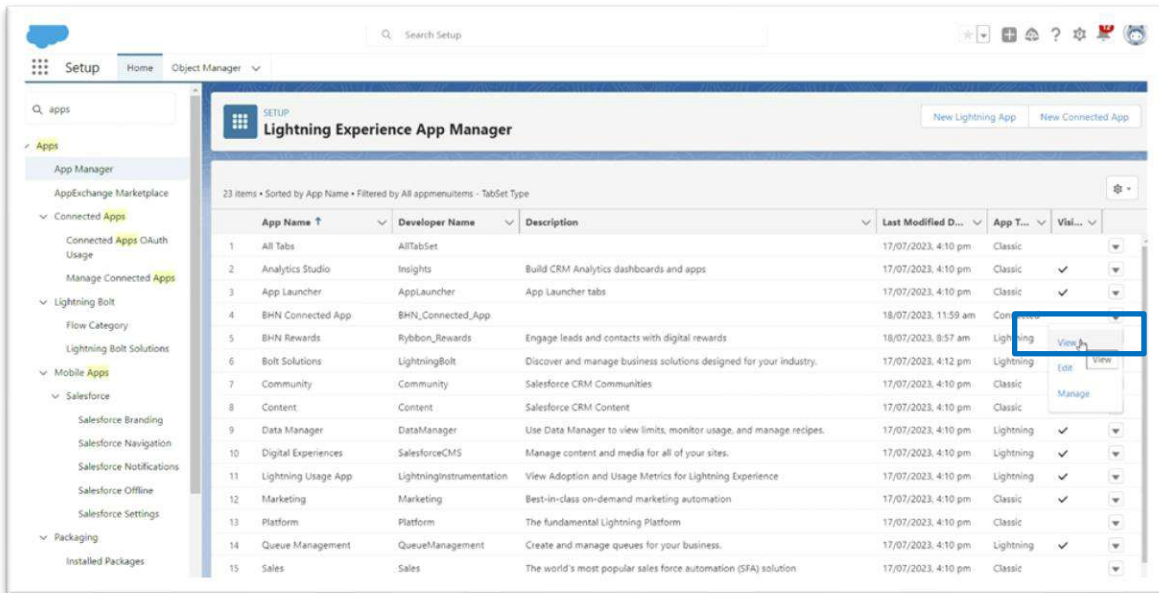 Search Setup
12
Setup Home Object Manager
apps
Apps
App Manager
AppExchange Marketplace
Connected Apps
Connected Apps OAuth
Usage
Manage Connected Apps
Lightning Bolt
Flow Category
Lightning Bolt Solutions
Mobile Apps
Salesforce
Salesforce Branding
Salesforce Navigation
Salesforce Notifications
Salesforce Offline
Salesforce Settings
Packaging
Installed Packages
SETUP
Lightning Experience App Manager
New Lightning App New Connected App
23 items • Sorted by App Name • Filtered by All appmenuitems - TabSet Type
App Name ↑ Developer Name Description Last Modified D... App T... Visi...
1 All Tabs AllTabSet 17/07/2023, 4:10 pm Classic
2 Analytics Studio Insights Build CRM Analytics dashboards and apps 17/07/2023, 4:10 pm Classic
3 App Launcher AppLauncher App Launcher tabs 17/07/2023, 4:10 pm Classic
4 BHN Connected App BHN_Connected_App 18/07/2023, 11:59 am Connected
5 BHN Rewards Rybbon_Rewards Engage leads and contacts with digital rewards 18/07/2023, 8:57 am Lightning
6 Bolt Solutions LightningBolt Discover and manage business solutions designed for your industry. 17/07/2023, 4:12 pm Lightning
7 Community Community Salesforce CRM Communities 17/07/2023, 4:10 pm Classic
8 Content Content Salesforce CRM Content 17/07/2023, 4:10 pm Classic
9 Data Manager DataManager Use Data Manager to view limits, monitor usage, and manage recipes. 17/07/2023, 4:10 pm Lightning
10 Digital Experiences SalesforceCMS Manage content and media for all of your sites. 17/07/2023, 4:10 pm Lightning
11 Lightning Usage App LightningInstrumentation View Adoption and Usage Metrics for Lightning Experience 17/07/2023, 4:10 pm Lightning
12 Marketing Marketing Best-in-class on-demand marketing automation 17/07/2023, 4:10 pm Classic
13 Platform Platform The fundamental Lightning Platform 17/07/2023, 4:10 pm Classic
14 Queue Management QueueManagement Create and manage queues for your business. 17/07/2023, 4:10 pm Lightning
15 Sales Sales The world's most popular sales force automation (SFA) solution 17/07/2023, 4:10 pm Classic
View
View
Edit
Manage